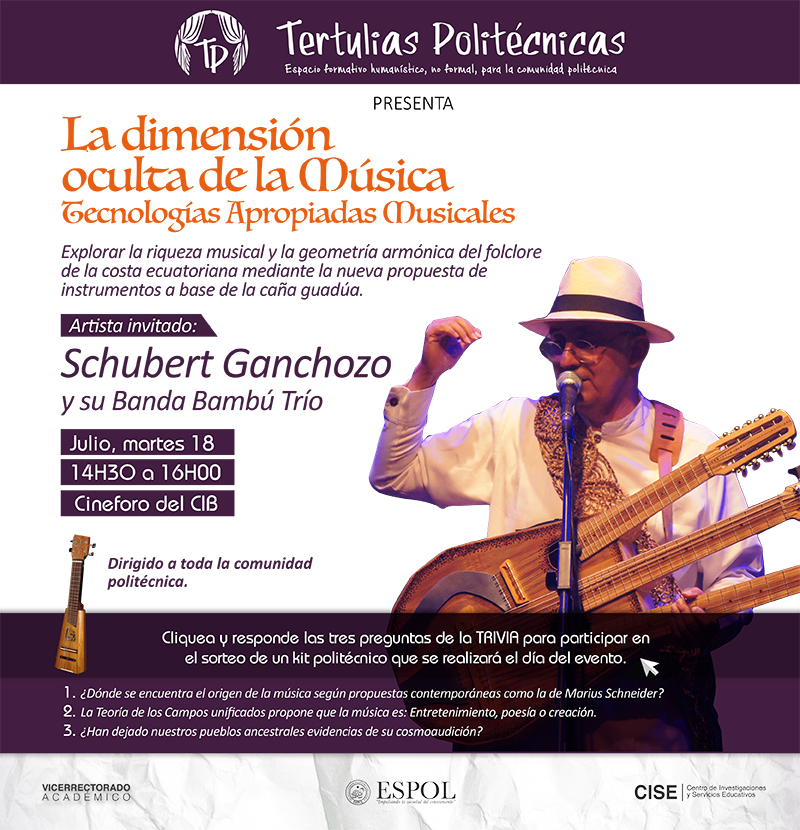 TP
Tertulias Politécnicas
Espacio formativo humanístico, no formal, para la comunidad politécnica
PRESENTA
La dimensión
oculta de la Música
Tecnologías Apropiadas Musicales
Explorar la riqueza musical y la geometría armónica del folclore
de la costa ecuatoriana mediante la nueva propuesta de
instrumentos a base de la caña guadúa.
Artista invitado:
Schubert Ganchozo
y su Banda Bambú Trío
Julio, martes 18
14H30 a 16H00
Cineforo del CIB
Dirigido a toda la comunidad
politécnica.
Cliquea y responde las tres preguntas de la TRIVIA para participar en
el sorteo de un kit politécnico que se realizará el día del evento.
1. ¿Dónde se encuentra el origen de la música según propuestas contemporáneas como la de Marius Schneider?
2. La Teoría de los Campos unificados propone que la música es: Entretenimiento, poesía o creación.
3. ¿Han dejado nuestros pueblos ancestrales evidencias de su cosmoaudición?
VICERRECTORADO
ACADÉMICO
ESPOL
"Impulsando la sociedad del conocimiento"
CISE
Centro de Investigaciones
y Servicios Educativos